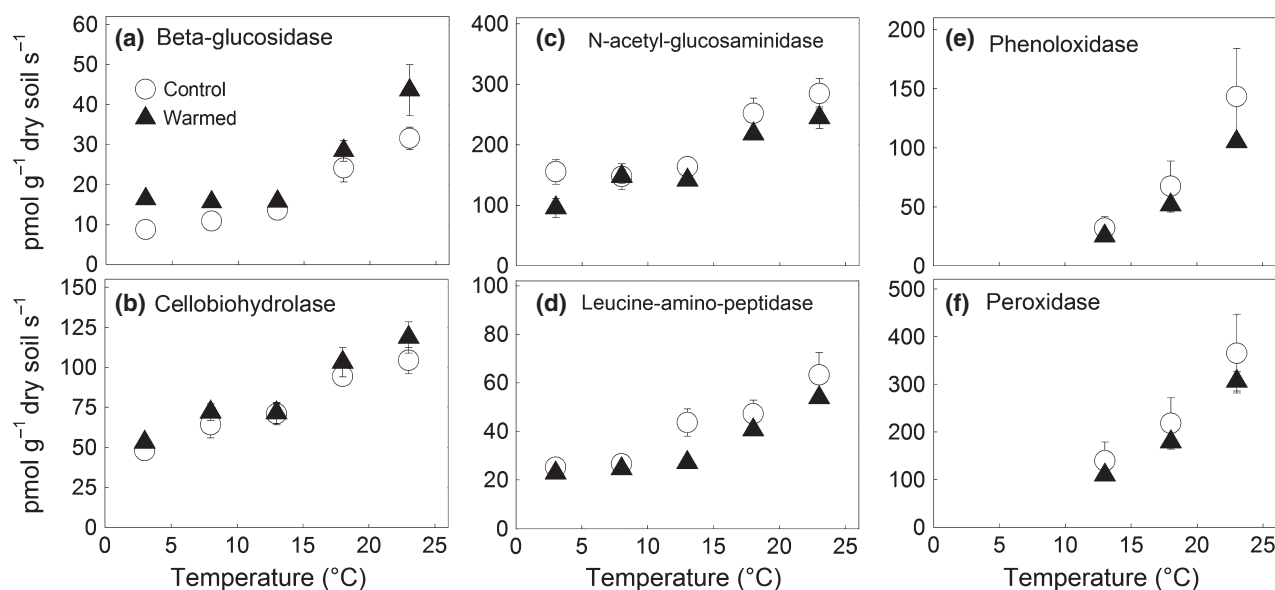 (a) Beta-glucosidase
Control
Warmed
60
50
40
30
20
10
0
pmol g⁻¹ dry soil s⁻¹
(c) N-acetyl-glucosaminidase
400
300
200
100
0
(e) Phenoloxidase
200
150
100
50
0
(b) Cellobiohydrolase
150
125
100
75
50
25
0
pmol g⁻¹ dry soil s⁻¹
0 5 10 15 20 25
Temperature (°C)
(d) Leucine-amino-peptidase
100
80
60
40
20
0
0 5 10 15 20 25
Temperature (°C)
(f) Peroxidase
500
400
300
200
100
0
0 5 10 15 20 25
Temperature (°C)